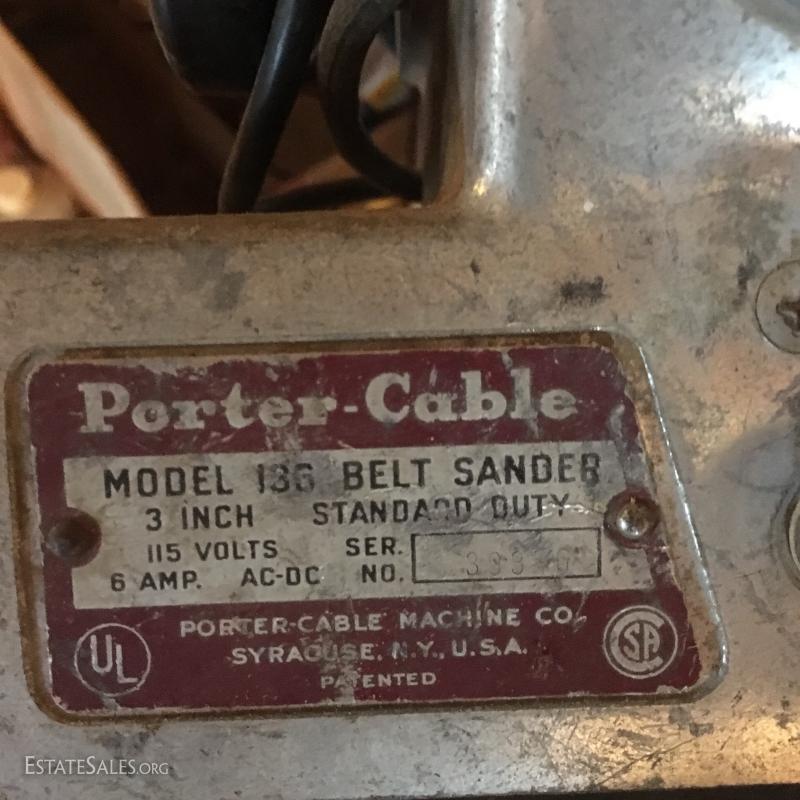 Porter-Cable
MODEL 136 BELT SANDER
3 INCH STANDARD DUTY
115 VOLTS SER.
6 AMP. AC-DC NO.
PORTER-CABLE MACHINE CO.
SYRACUSE, N.Y., U.S.A.
PATENTED
UL
SA
ESTATESALES.ORG